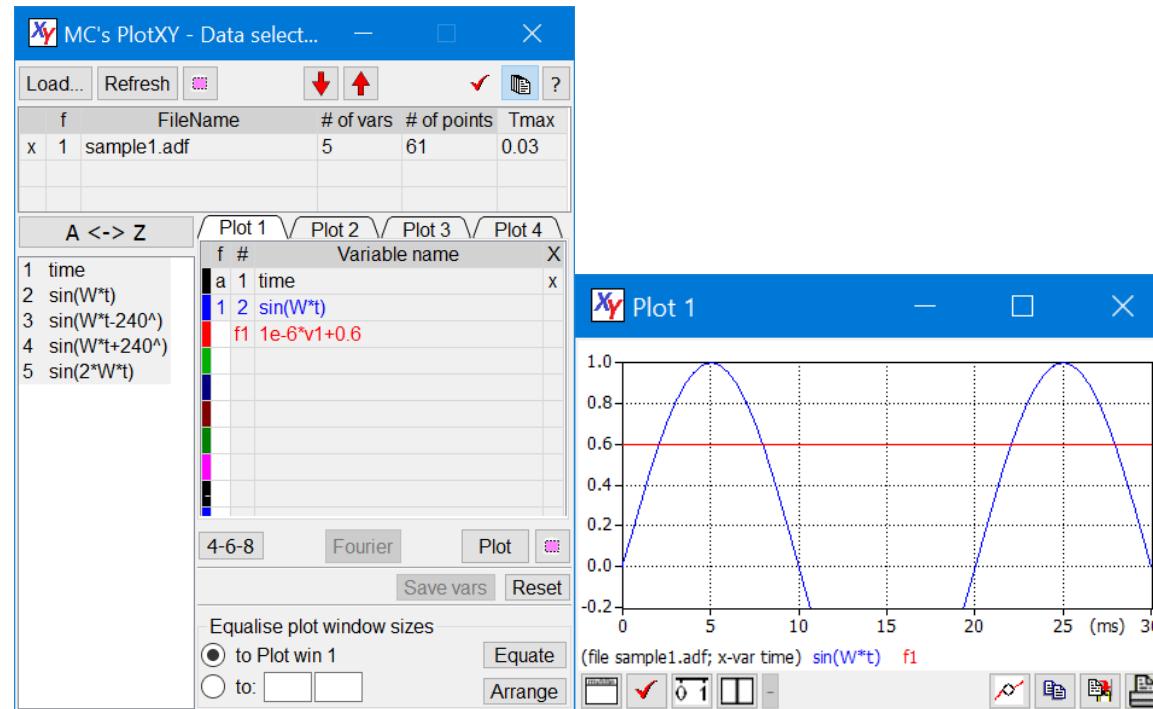 Xy MC's PlotXY - Data select...
Load... Refresh ?
f FileName # of vars # of points Tmax
x 1 sample1.adf 5 61 0.03
A <-> Z
1 time
2 sin(W*t)
3 sin(W*t-240^)
4 sin(W*t+240^)
5 sin(2*W*t)
Plot 1 Plot 2 Plot 3 Plot 4
f # Variable name X
a 1 time x
1 2 sin(W*t)
f1 1e-6*v1+0.6
4-6-8 Fourier Plot
Save vars Reset
Equalise plot window sizes
to Plot win 1 Equate
to: Arrange
Xy Plot 1
1.0
0.8
0.6
0.4
0.2
0.0
-0.2
0 5 10 15 20 25 (ms) 30
(file sample1.adf; x-var time) sin(W*t) f1
0 1